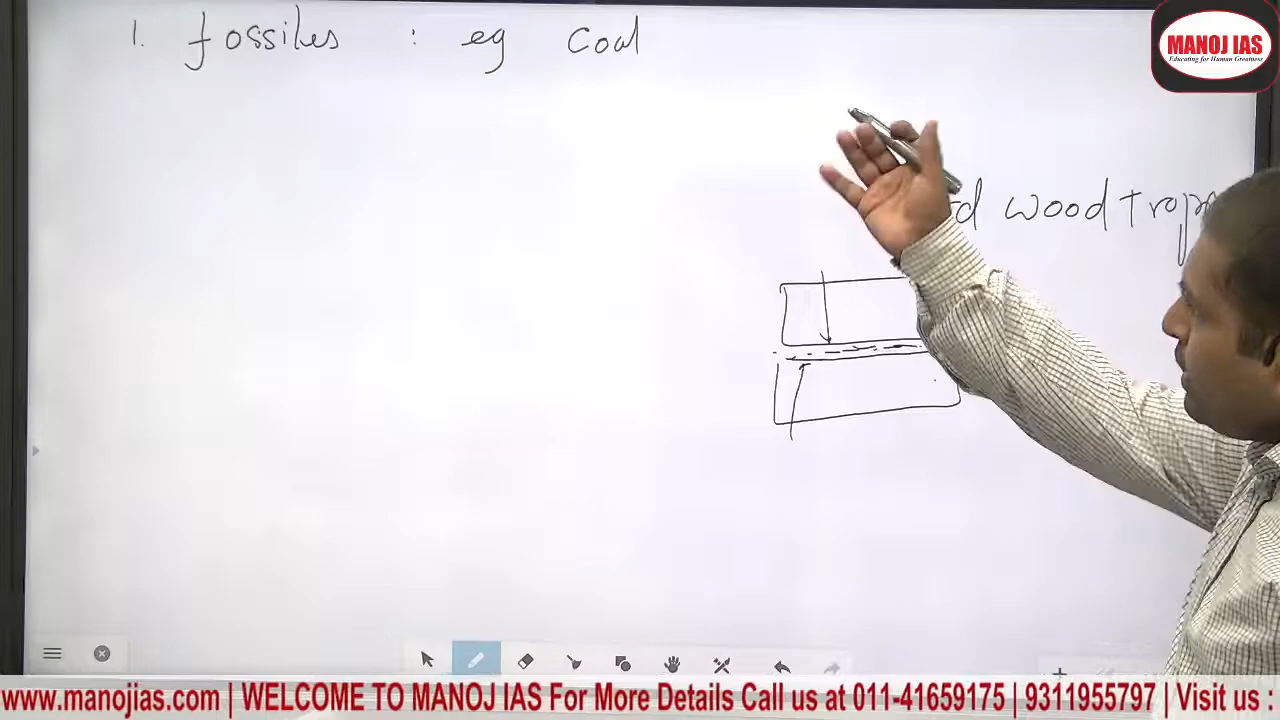 1. fossiles : eg Coal
MANOJ IAS
Educating for Human Greatness
wood
www.manojias.com | WELCOME TO MANOJ IAS For More Details Call us at 011-41659175 | 9311955797 | Visit us :